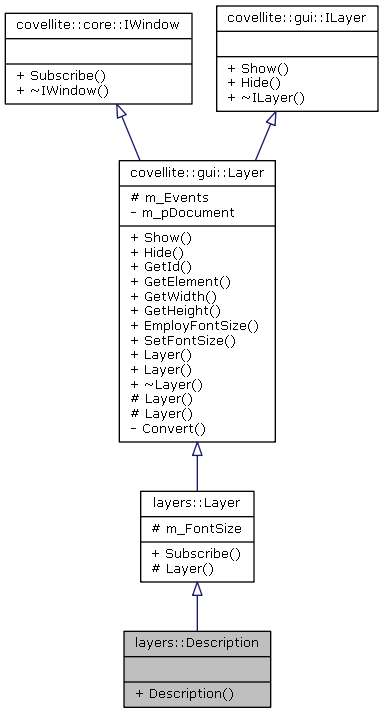 covellite::core::IWindow
+ Subscribe()
+ ~IWindow()
covellite::gui::ILayer
+ Show()
+ Hide()
+ ~ILayer()
covellite::gui::Layer
# m_Events
- m_pDocument
+ Show()
+ Hide()
+ GetId()
+ GetElement()
+ GetWidth()
+ GetHeight()
+ EmployFontSize()
+ SetFontSize()
+ Layer()
+ Layer()
+ ~Layer()
# Layer()
# Layer()
- Convert()
layers::Layer
# m_FontSize
+ Subscribe()
# Layer()
layers::Description
+ Description()